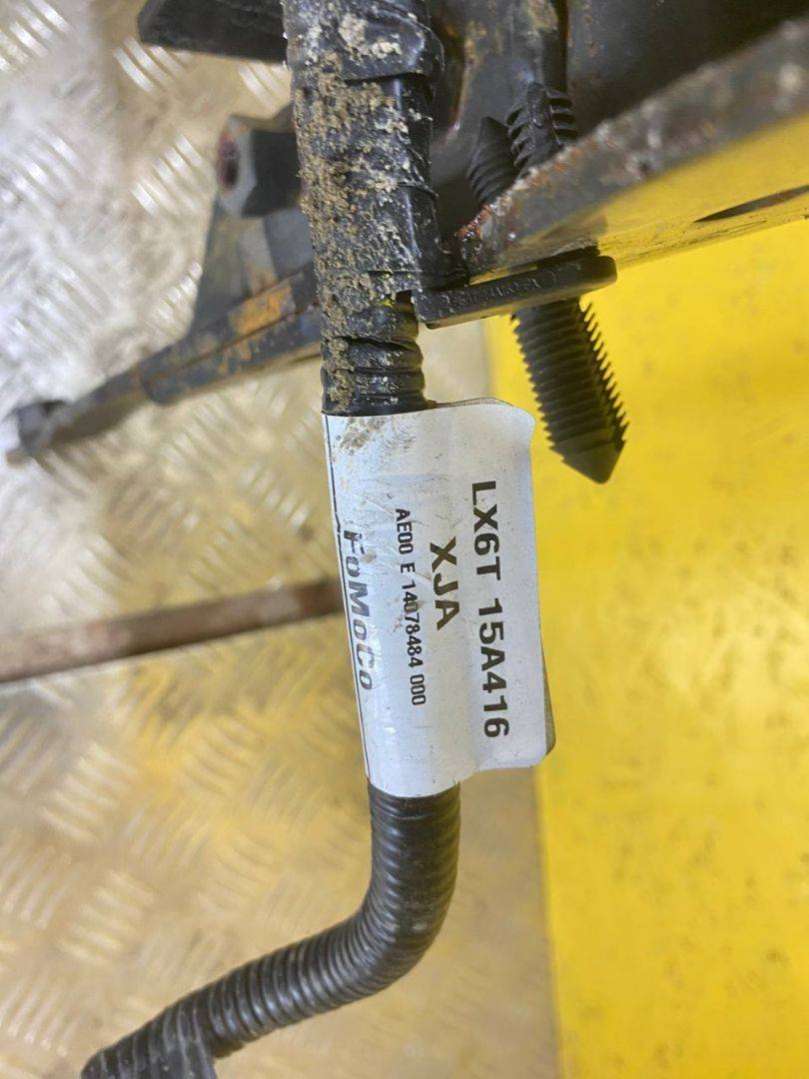 LX6T 15A416
XJA
AE00 E 14078484 000
FoMoCo